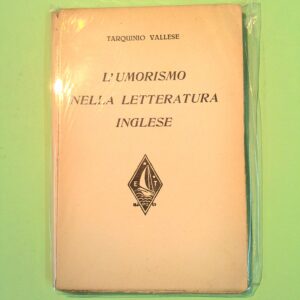 TARQUINIO VALLESE
L'UMORISMO
NELLA LETTERATURA
INGLESE